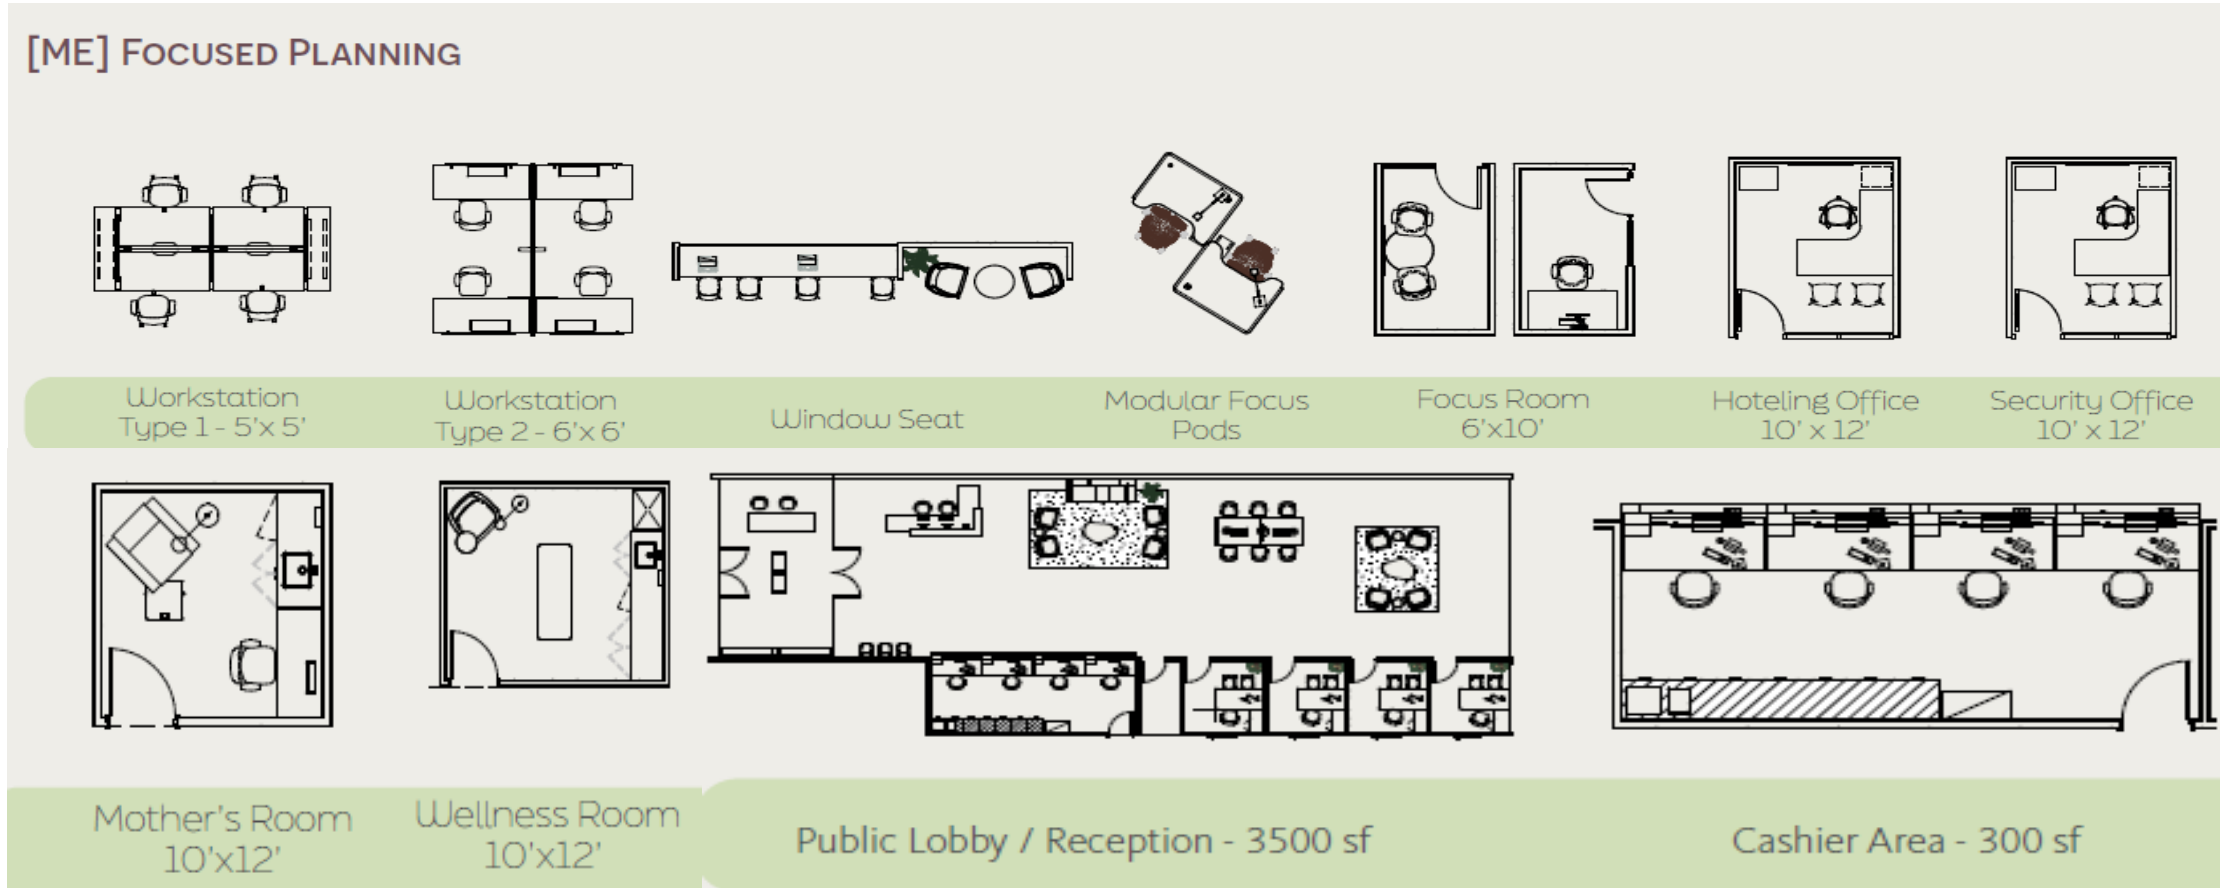 [ME] Focused Planning
Workstation
Type 1 - 5'x 5'
Workstation
Type 2 - 6'x 6'
Window Seat
Modular Focus
Pods
Focus Room
6'x10'
Hoteling Office
10' x 12'
Security Office
10' x 12'
Mother's Room
10'x12'
Wellness Room
10'x12'
Public Lobby / Reception - 3500 sf
Cashier Area - 300 sf